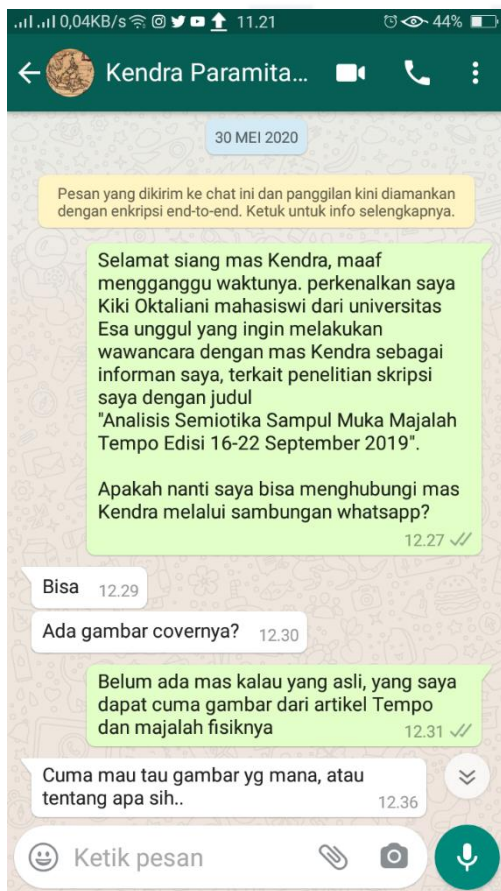 0,04KB/s 11.21 44%
Kendra Paramita...
30 MEI 2020
Pesan yang dikirim ke chat ini dan panggilan kini diamankan
dengan enkripsi end-to-end. Ketuk untuk info selengkapnya.
Selamat siang mas Kendra, maaf
mengganggu waktunya. perkenalkan saya
Kiki Oktaliani mahasiswi dari universitas
Esa unggul yang ingin melakukan
wawancara dengan mas Kendra sebagai
informan saya, terkait penelitian skripsi
saya dengan judul
"Analisis Semiotika Sampul Muka Majalah
Tempo Edisi 16-22 September 2019".
Apakah nanti saya bisa menghubungi mas
Kendra melalui sambungan whatsapp?
12.27
Bisa 12.29
Ada gambar covernya? 12.30
Belum ada mas kalau yang asli, yang saya
dapat cuma gambar dari artikel Tempo
dan majalah fisiknya 12.31
Cuma mau tau gambar yg mana, atau
tentang apa sih.. 12.36
Ketik pesan